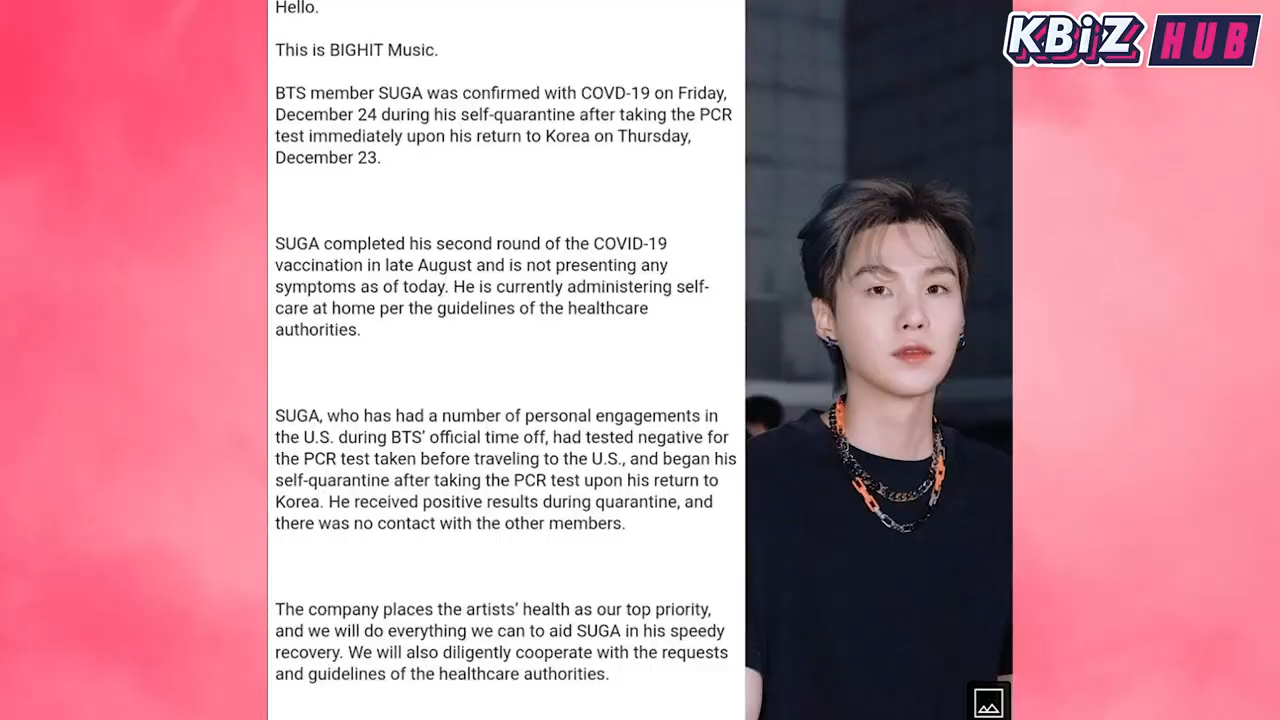 Hello.
KBiZ HUB
This is BIGHIT Music.
BTS member SUGA was confirmed with COVD-19 on Friday,
December 24 during his self-quarantine after taking the PCR
test immediately upon his return to Korea on Thursday,
December 23.
SUGA completed his second round of the COVID-19
vaccination in late August and is not presenting any
symptoms as of today. He is currently administering self-
care at home per the guidelines of the healthcare
authorities.
SUGA, who has had a number of personal engagements in
the U.S. during BTS’ official time off, had tested negative for
the PCR test taken before traveling to the U.S., and began his
self-quarantine after taking the PCR test upon his return to
Korea. He received positive results during quarantine, and
there was no contact with the other members.
The company places the artists’ health as our top priority,
and we will do everything we can to aid SUGA in his speedy
recovery. We will also diligently cooperate with the requests
and guidelines of the healthcare authorities.